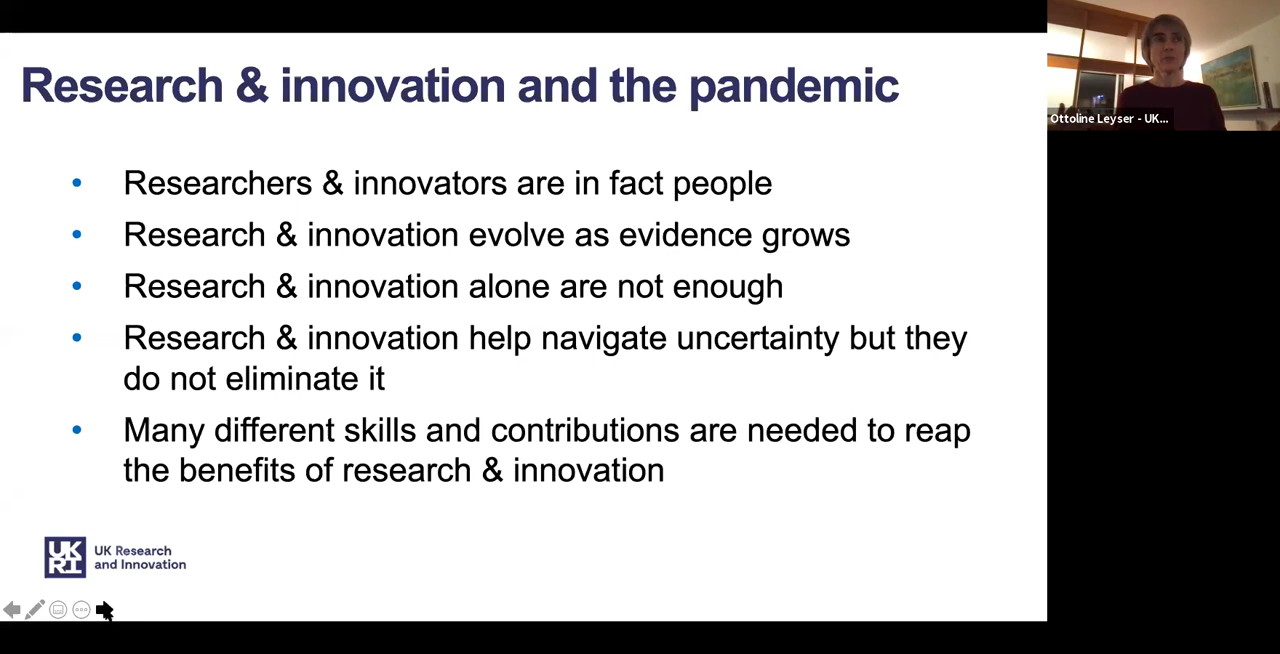 Research & innovation and the pandemic
Ottoline Leyser - UK...
• Researchers & innovators are in fact people
• Research & innovation evolve as evidence grows
• Research & innovation alone are not enough
• Research & innovation help navigate uncertainty but they
do not eliminate it
• Many different skills and contributions are needed to reap
the benefits of research & innovation
UK
RI
UK Research
and Innovation